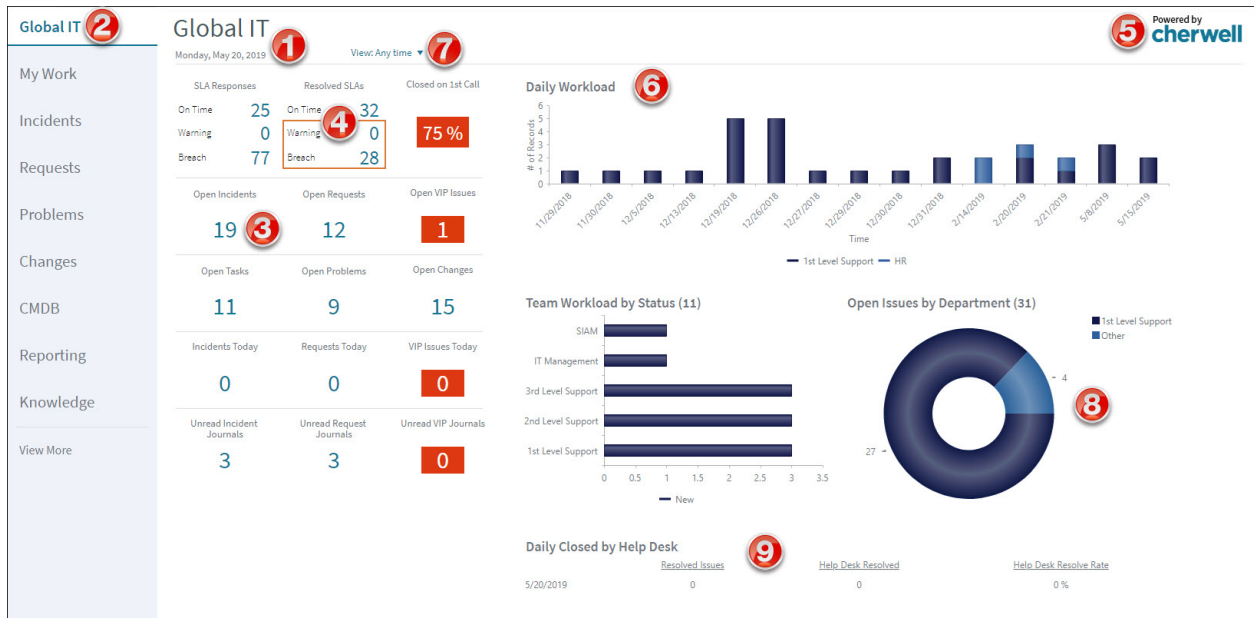 Global IT 2
My Work
Incidents
Requests
Problems
Changes
CMDB
Reporting
Knowledge
View More
Global IT
Monday, May 20, 2019 1 View: Any time 7
5 Powered by
cherwell
SLA Responses Resolved SLAs Closed on 1st Call
On Time 25 On Time 32
Warning 0 Warning 4 0 75 %
Breach 77 Breach 28
Open Incidents Open Requests Open VIP Issues
19 3 12 1
Open Tasks Open Problems Open Changes
11 9 15
Incidents Today Requests Today VIP Issues Today
0 0 0
Unread Incident Journals Unread Request Journals Unread VIP Journals
3 3 0
Daily Workload 6
# of Records
6
5
4
3
2
1
0
11/29/2018 11/30/2018 12/5/2018 12/13/2018 12/19/2018 12/26/2018 12/27/2018 12/29/2018 12/30/2018 12/31/2018 2/14/2019 2/20/2019 2/21/2019 5/8/2019 5/15/2019
Time
1st Level Support HR
Team Workload by Status (11)
SIAM
IT Management
3rd Level Support
2nd Level Support
1st Level Support
0 0.5 1 1.5 2 2.5 3 3.5
New
Open Issues by Department (31)
1st Level Support
Other
4
8
27
Daily Closed by Help Desk 9
Resolved Issues Help Desk Resolved Help Desk Resolve Rate
5/20/2019 0 0 0 %